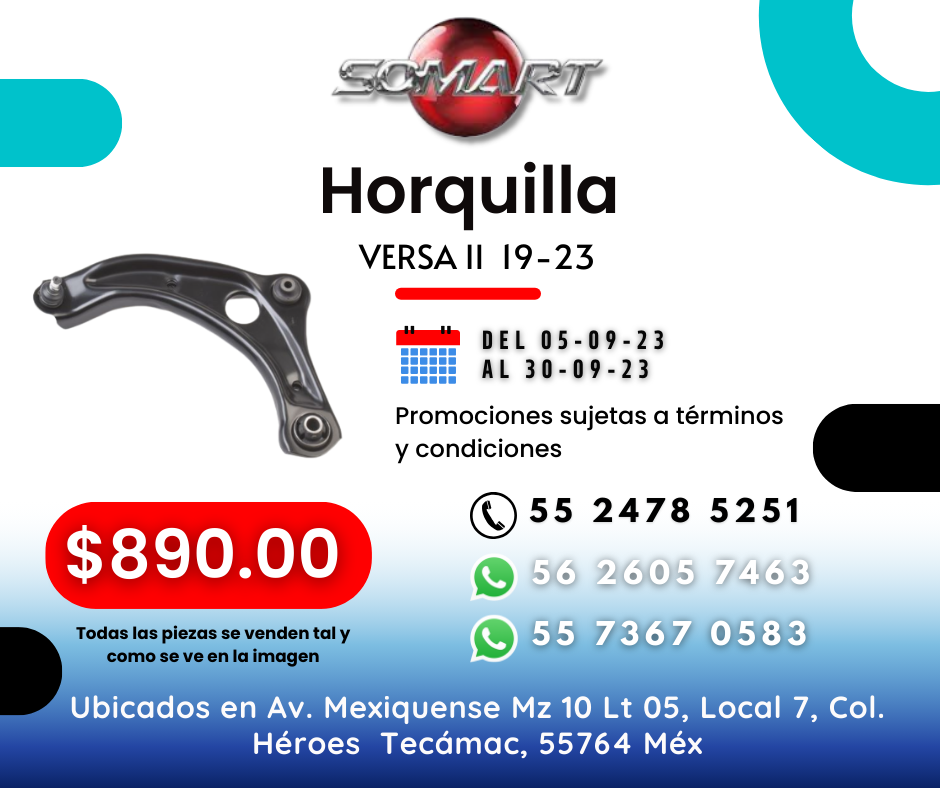 SOMART
Horquilla
VERSA II 19-23
DEL 05-09-23
AL 30-09-23
Promociones sujetas a términos
y condiciones
$890.00
Todas las piezas se venden tal y
como se ve en la imagen
55 2478 5251
56 2605 7463
55 7367 0583
Ubicados en Av. Mexiquense Mz 10 Lt 05, Local 7, Col.
Héroes Tecámac, 55764 Méx